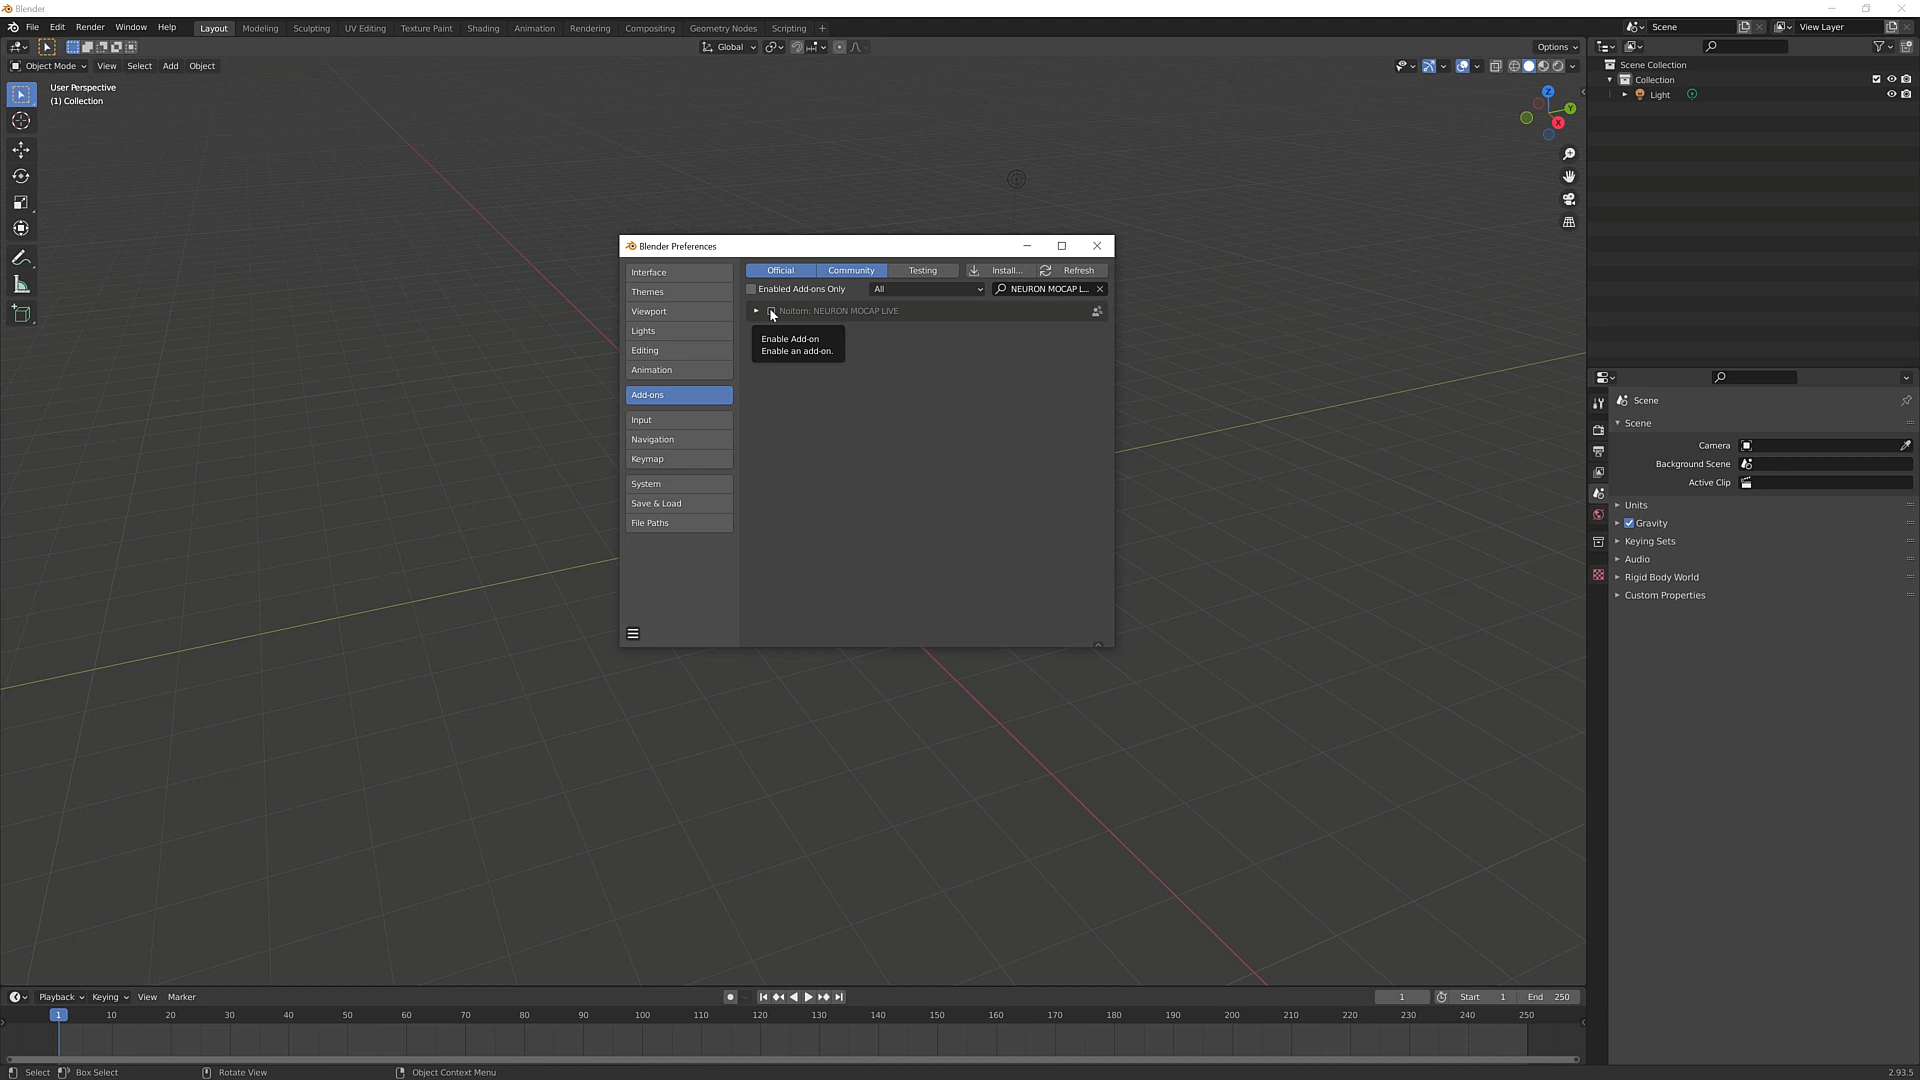 Blender
File Edit Render Window Help Layout Modeling Sculpting UV Editing Texture Paint Shading Animation Rendering Compositing Geometry Nodes Scripting + Scene View Layer
Global Options
Object Mode View Select Add Object
User Perspective
(1) Collection
Z
Y
X
Scene Collection
Collection
Light
Blender Preferences
Interface
Themes
Viewport
Lights
Editing
Animation
Add-ons
Input
Navigation
Keymap
System
Save & Load
File Paths
Official Community Testing Install... Refresh
Enabled Add-ons Only All NEURON MOCAP L...
Noitom: NEURON MOCAP LIVE
Enable Add-on
Enable an add-on.
Scene
Scene
Camera
Background Scene
Active Clip
Units
Gravity
Keying Sets
Audio
Rigid Body World
Custom Properties
Playback Keying View Marker 1 Start 1 End 250
1 10 20 30 40 50 60 70 80 90 100 110 120 130 140 150 160 170 180 190 200 210 220 230 240 250
Select Box Select Rotate View Object Context Menu 2.93.5